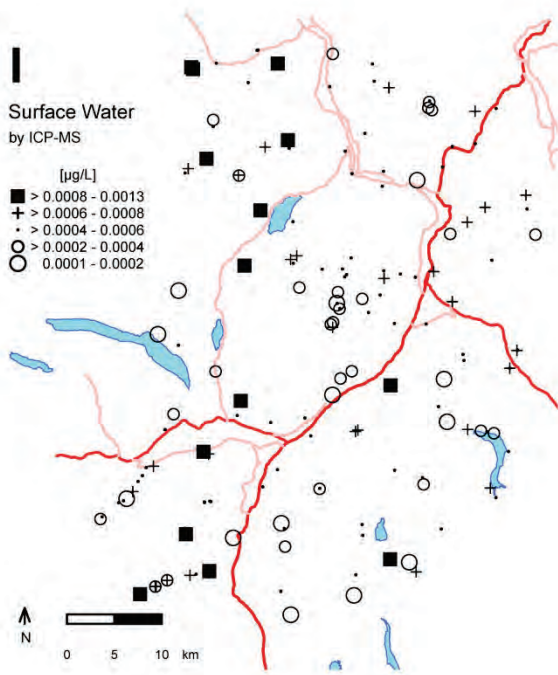 Surface Water
by ICP-MS
[µg/L]
> 0.0008 - 0.0013
> 0.0006 - 0.0008
> 0.0004 - 0.0006
> 0.0002 - 0.0004
0.0001 - 0.0002
N
0 5 10 km